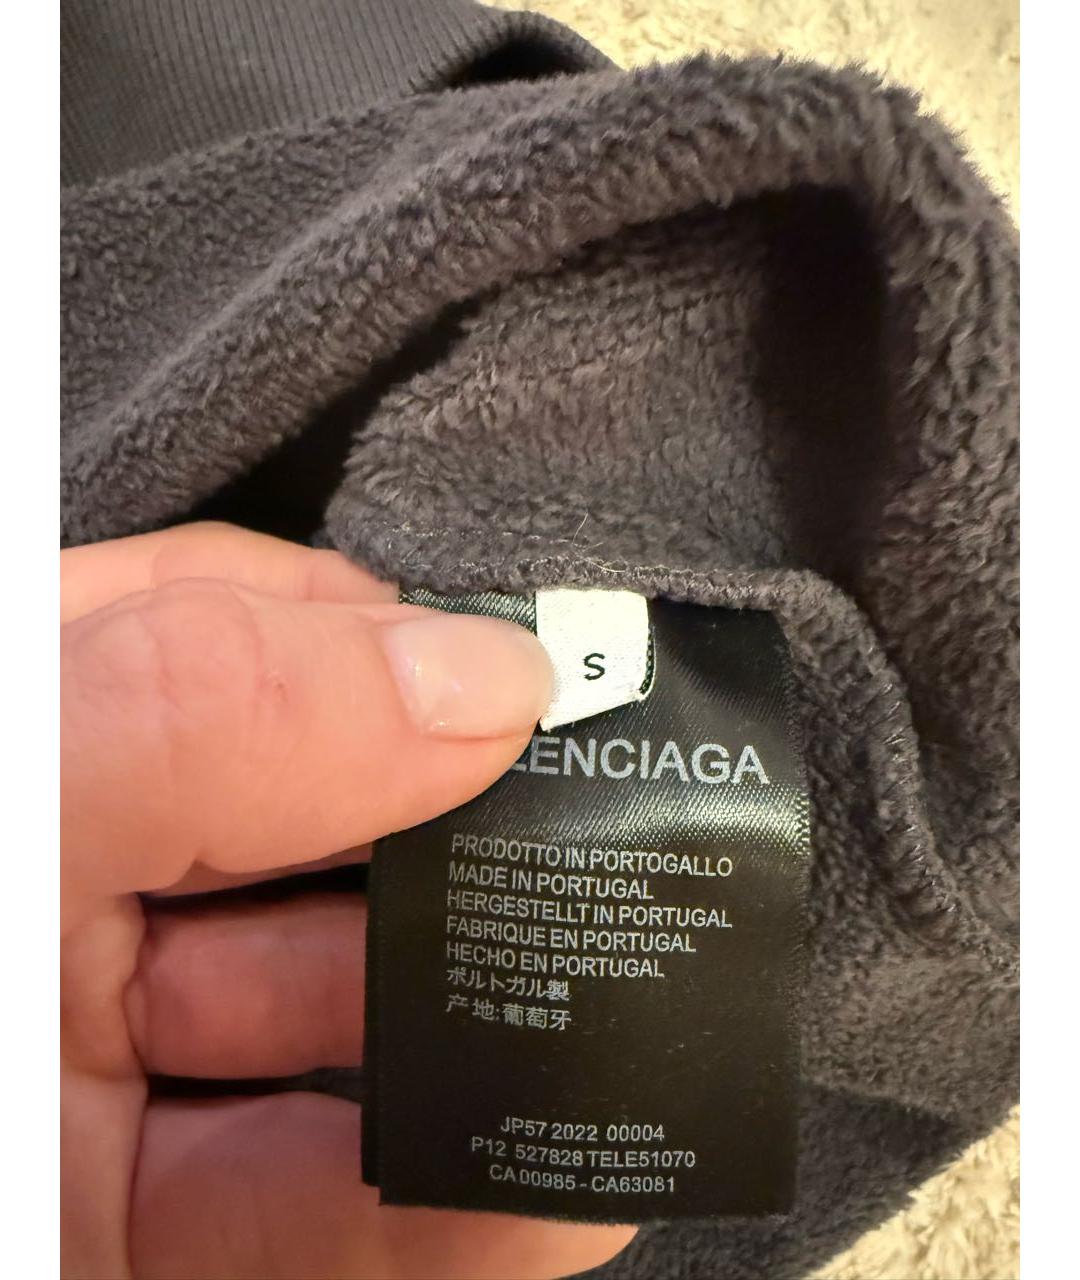 S
LENCIAGA
PRODOTTO IN PORTOGALLO
MADE IN PORTUGAL
HERGESTELLT IN PORTUGAL
FABRIQUE EN PORTUGAL
HECHO EN PORTUGAL
ポルトガル製
产地:葡萄牙
JP57 2022 00004
P12 527828 TELE51070
CA 00985 - CA63081